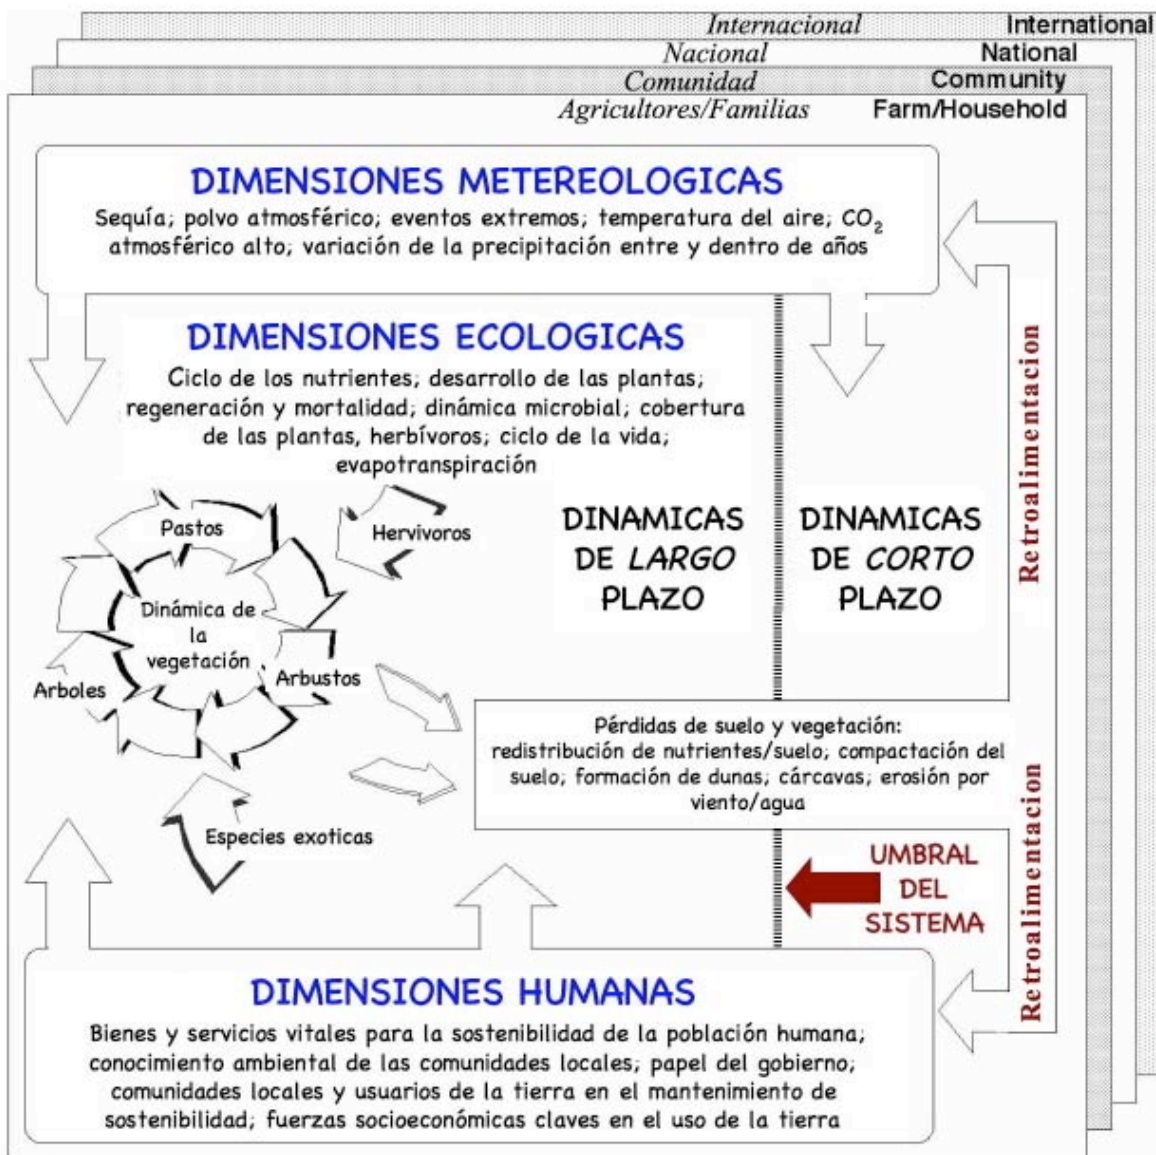 Internacional International
Nacional National
Comunidad Community
Agricultores/Familias Farm/Household
DIMENSIONES METEREOLOGICAS
Sequía; polvo atmosférico; eventos extremos; temperatura del aire; CO₂
atmosférico alto; variación de la precipitación entre y dentro de años
DIMENSIONES ECOLOGICAS
Ciclo de los nutrientes; desarrollo de las plantas;
regeneración y mortalidad; dinámica microbial; cobertura
de las plantas, herbívoros; ciclo de la vida;
evapotranspiración
Pastos
Hervivoros
Dinámica de
la
vegetación
Arboles
Arbustos
Especies exoticas
DINAMICAS
DE LARGO
PLAZO
DINAMICAS
DE CORTO
PLAZO
Retroalimentacion
Pérdidas de suelo y vegetación:
redistribución de nutrientes/suelo; compactación del
suelo; formación de dunas; cárcavas; erosión por
viento/agua
UMBRAL
DEL
SISTEMA
Retroalimentacion
DIMENSIONES HUMANAS
Bienes y servicios vitales para la sostenibilidad de la población humana;
conocimiento ambiental de las comunidades locales; papel del gobierno;
comunidades locales y usuarios de la tierra en el mantenimiento de
sostenibilidad; fuerzas socioeconómicas claves en el uso de la tierra